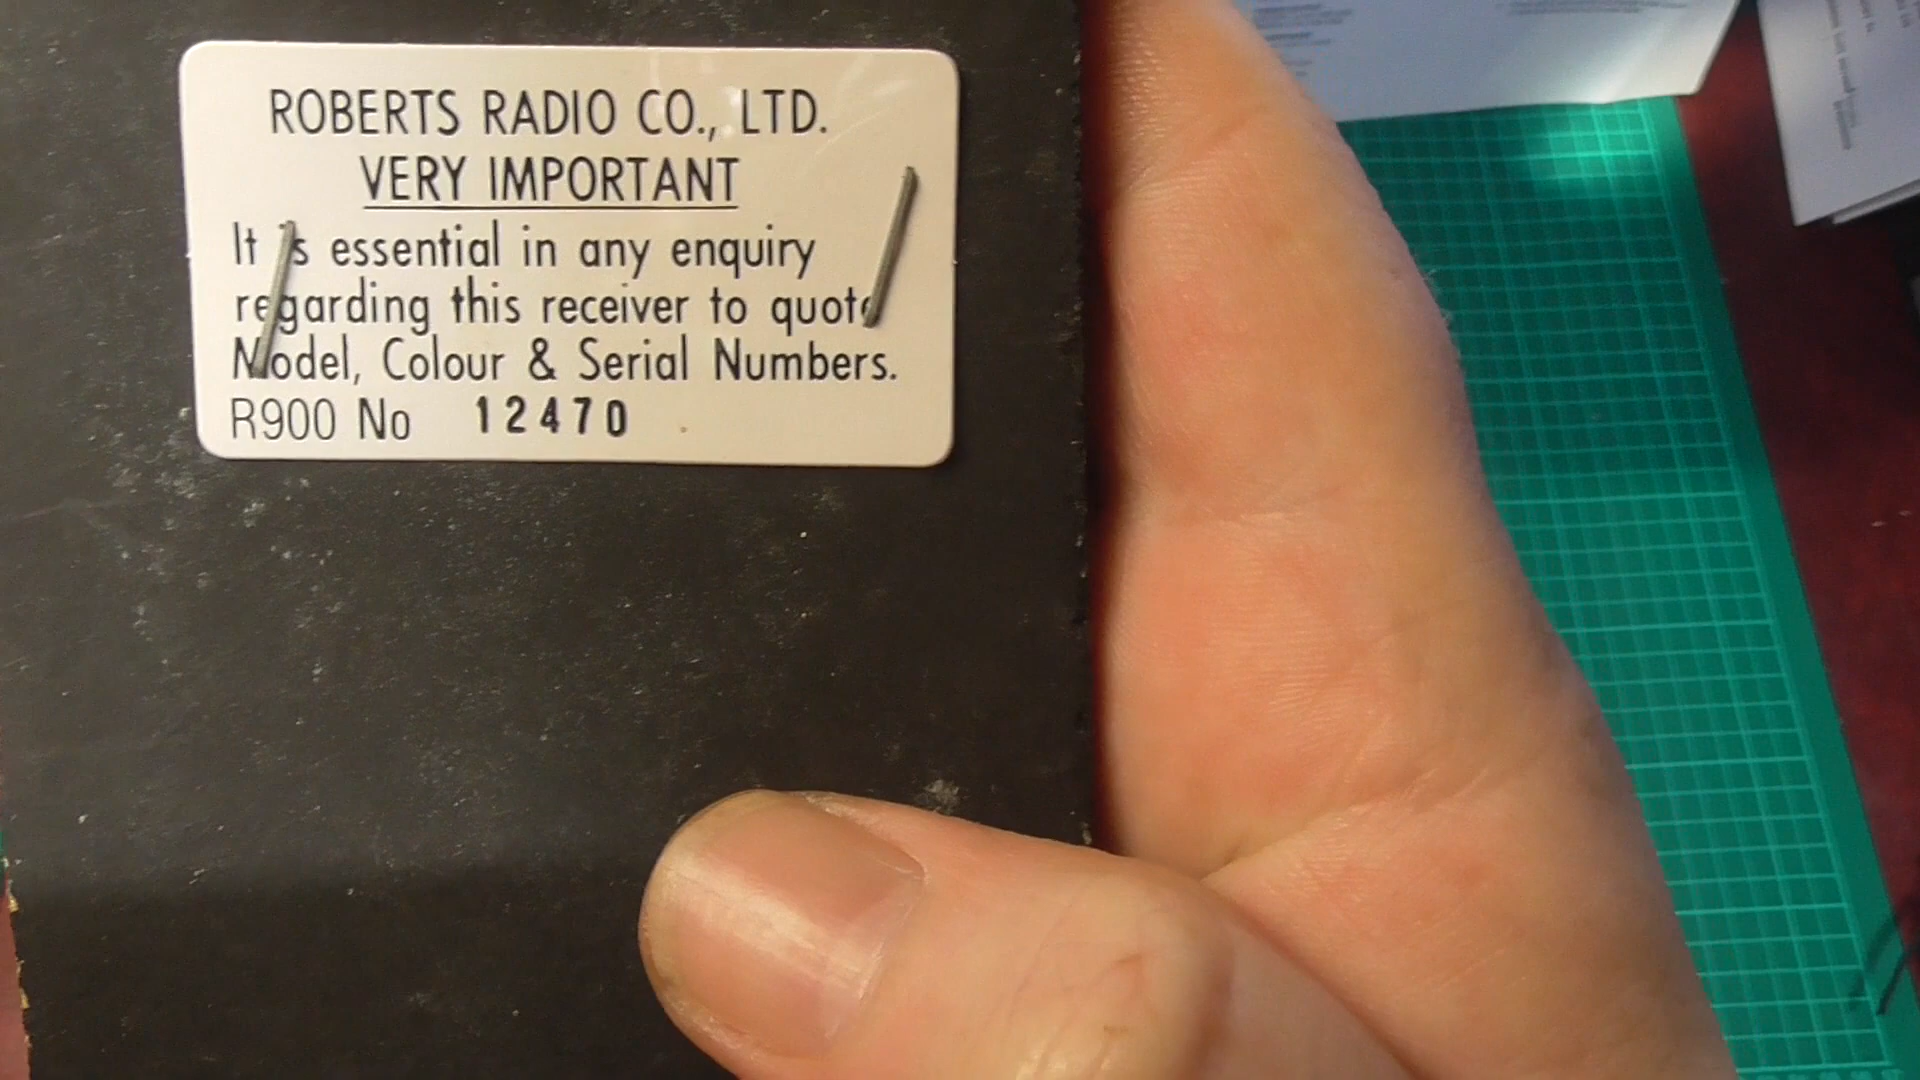 ROBERTS RADIO CO., LTD.
VERY IMPORTANT
It is essential in any enquiry
regarding this receiver to quote
Model, Colour & Serial Numbers.
R900 No 12470